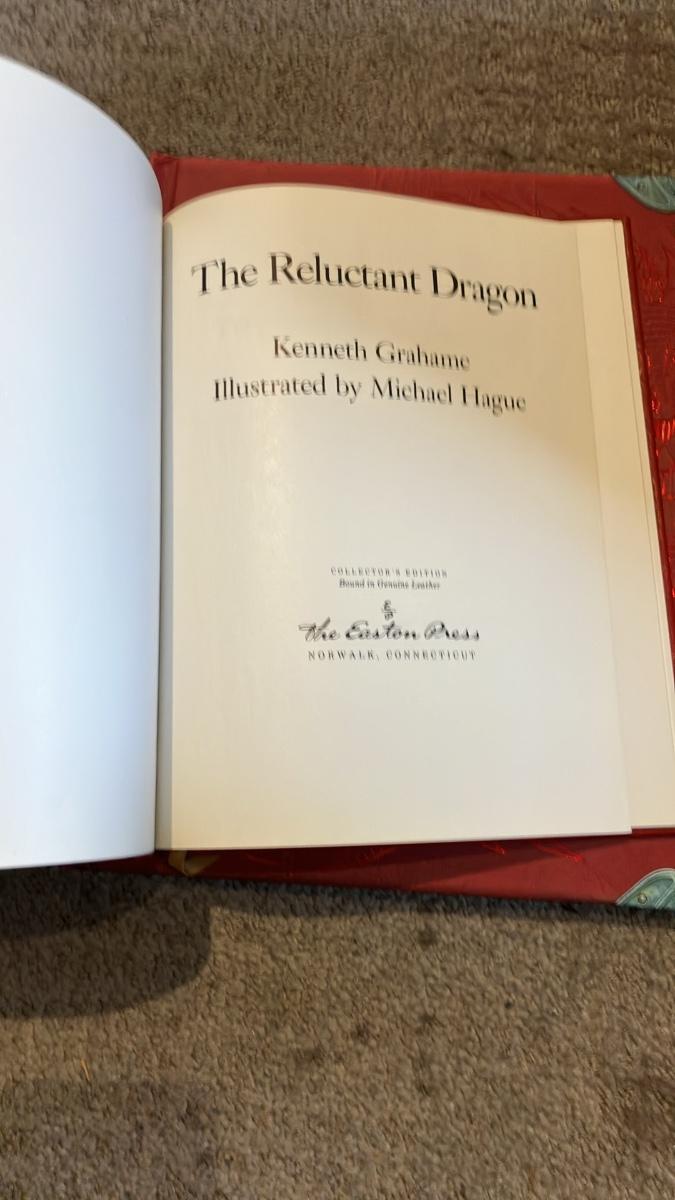 The Reluctant Dragon
Kenneth Grahame
Illustrated by Michael Hague
COLLECTOR'S EDITION
Bound in Genuine Leather
E
P
The Easton Press
NORWALK, CONNECTICUT